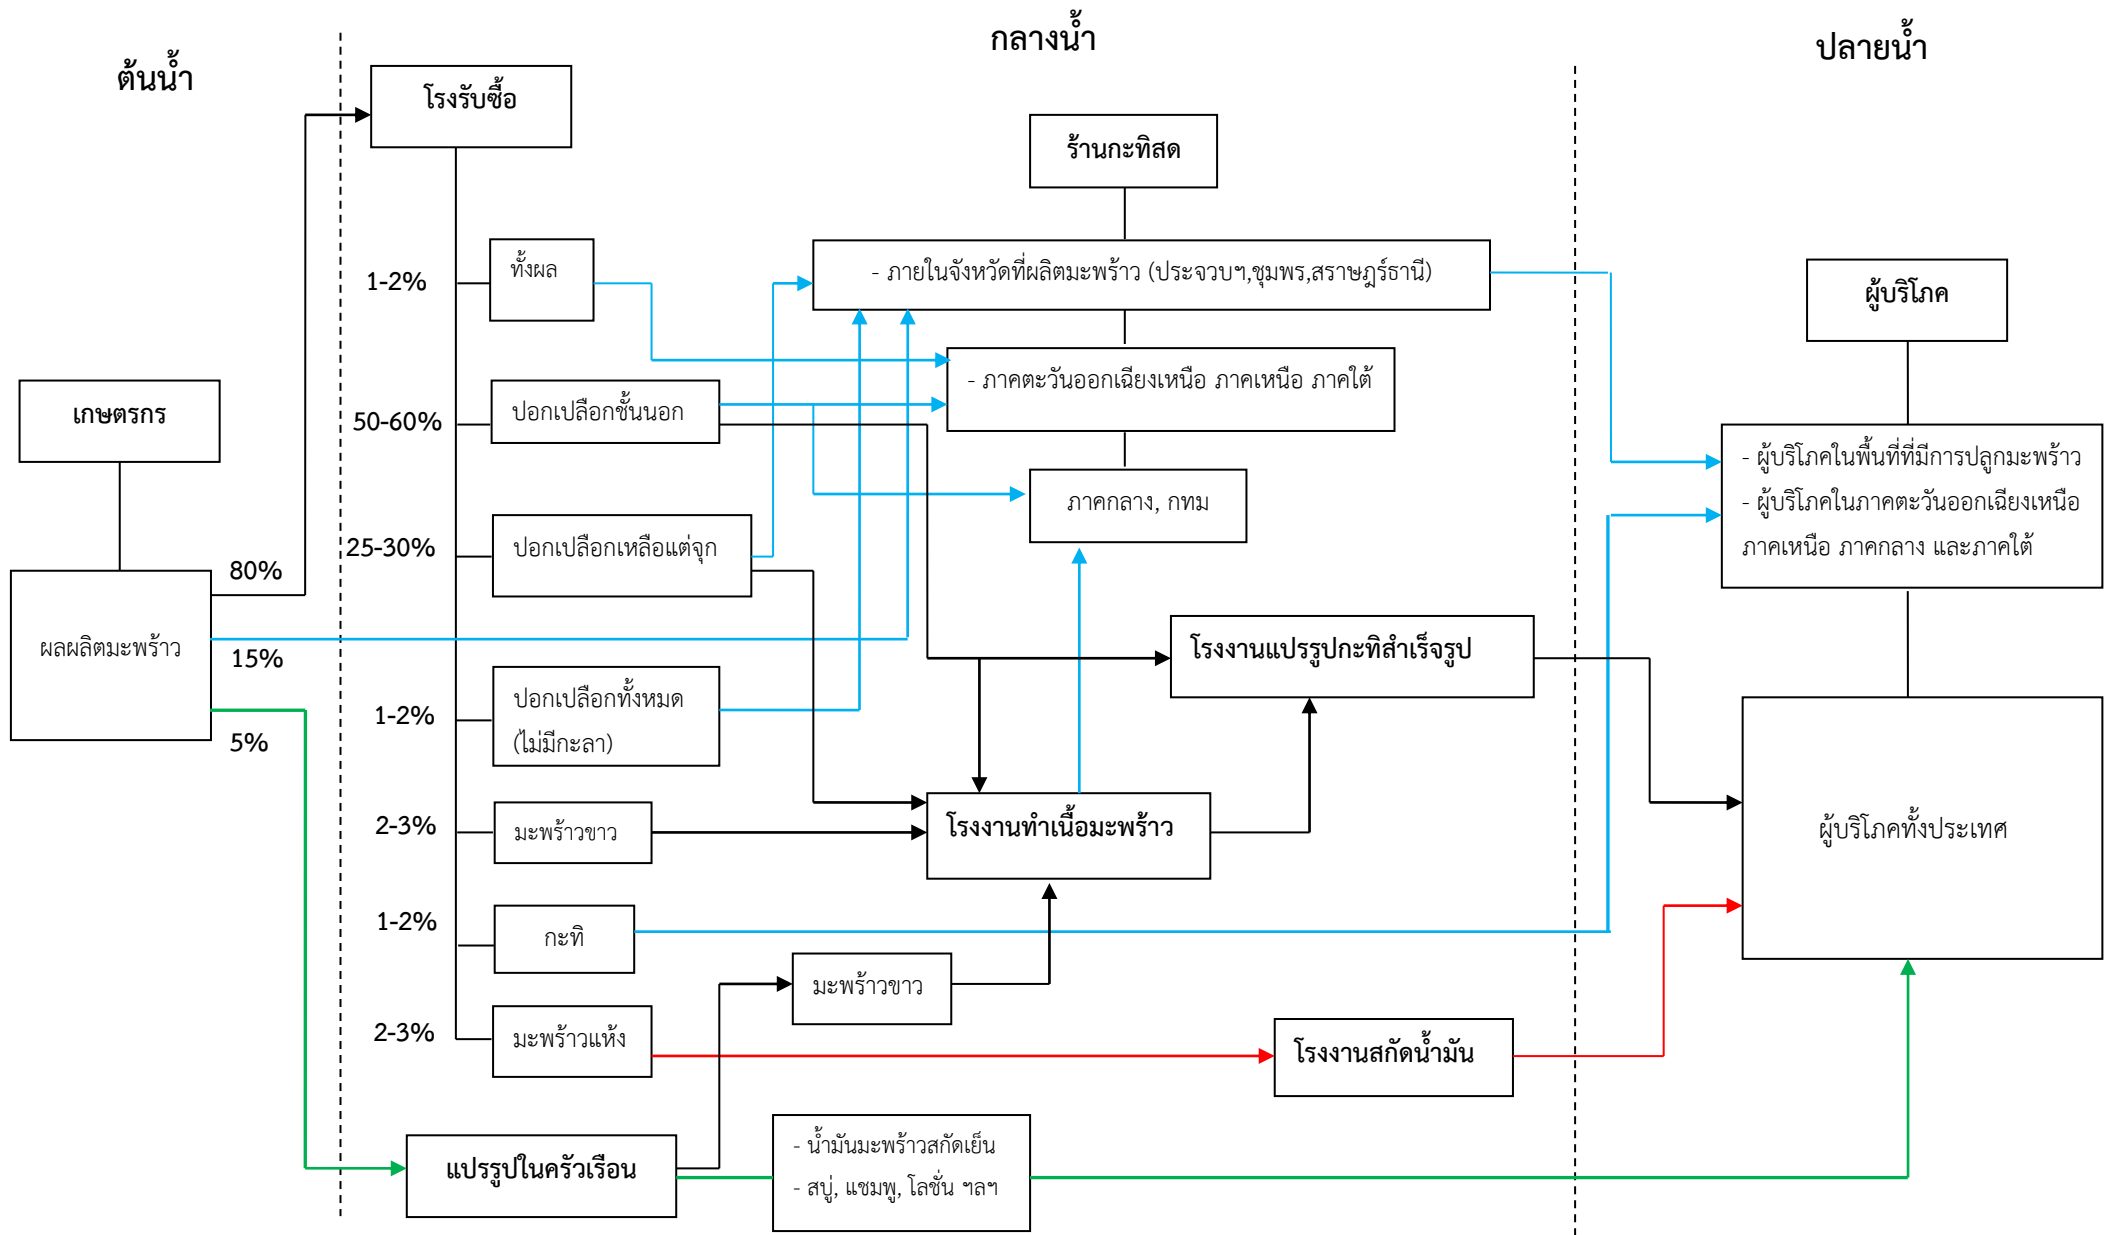 ต้นน้ำ
กลางน้ำ
ปลายน้ำ
โรงรับซื้อ
ร้านกะทิสด
1-2%
ทั้งผล
- ภายในจังหวัดที่ผลิตมะพร้าว (ประจวบฯ,ชุมพร,สราษฎร์ธานี)
ผู้บริโภค
- ภาคตะวันออกเฉียงเหนือ ภาคเหนือ ภาคใต้
เกษตรกร
50-60%
ปอกเปลือกชั้นนอก
ภาคกลาง, กทม
- ผู้บริโภคในพื้นที่ที่มีการปลูกมะพร้าว
- ผู้บริโภคในภาคตะวันออกเฉียงเหนือ
ภาคเหนือ ภาคกลาง และภาคใต้
25-30%
ปอกเปลือกเหลือแต่จุก
80%
ผลผลิตมะพร้าว
15%
5%
โรงงานแปรรูปกะทิสำเร็จรูป
1-2%
ปอกเปลือกทั้งหมด
(ไม่มีกะลา)
2-3%
มะพร้าวขาว
โรงงานทำเนื้อมะพร้าว
ผู้บริโภคทั้งประเทศ
1-2%
กะทิ
มะพร้าวขาว
2-3%
มะพร้าวแห้ง
โรงงานสกัดน้ำมัน
แปรรูปในครัวเรือน
- น้ำมันมะพร้าวสกัดเย็น
- สบู่, แชมพู, โลชั่น ฯลฯ